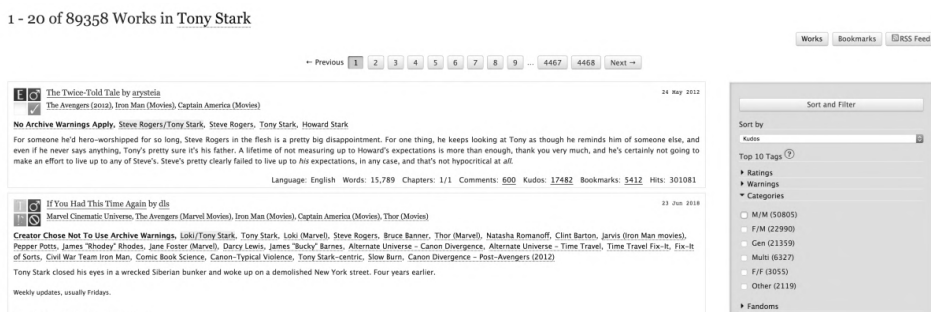 1 - 20 of 89358 Works in Tony Stark
Works Bookmarks RSS Feed
← Previous 1 2 3 4 5 6 7 8 9 ... 4467 4468 Next →
The Twice-Told Tale by arysteia
24 May 2012
The Avengers (2012), Iron Man (Movies), Captain America (Movies)
No Archive Warnings Apply, Steve Rogers/Tony Stark, Steve Rogers, Tony Stark, Howard Stark
For someone he'd hero-worshipped for so long, Steve Rogers in the flesh is a pretty big disappointment. For one thing, he keeps looking at Tony as though he reminds him of someone else, and
even if he never says anything, Tony's pretty sure it's his father. A lifetime of not measuring up to Howard's expectations is more than enough, thank you very much, and he's certainly not going to
make an effort to live up to any of Steve's. Steve's pretty clearly failed to live up to his expectations, in any case, and that's not hypocritical at all.
Language: English Words: 15,789 Chapters: 1/1 Comments: 600 Kudos: 17482 Bookmarks: 5412 Hits: 301081
If You Had This Time Again by dls
23 Jun 2018
Marvel Cinematic Universe, The Avengers (Marvel Movies), Iron Man (Movies), Captain America (Movies), Thor (Movies)
Creator Chose Not To Use Archive Warnings, Loki/Tony Stark, Tony Stark, Loki (Marvel), Steve Rogers, Bruce Banner, Thor (Marvel), Natasha Romanoff, Clint Barton, Jarvis (Iron Man movies),
Pepper Potts, James "Rhodey" Rhodes, Jane Foster (Marvel), Darcy Lewis, James "Bucky" Barnes, Alternate Universe - Canon Divergence, Alternate Universe - Time Travel, Time Travel Fix-It, Fix-It
of Sorts, Civil War Team Iron Man, Comic Book Science, Canon-Typical Violence, Tony Stark-centric, Slow Burn, Canon Divergence - Post-Avengers (2012)
Tony Stark closed his eyes in a wrecked Siberian bunker and woke up on a demolished New York street. Four years earlier.
Weekly updates, usually Fridays.
Sort and Filter
Sort by
Kudos
Top 10 Tags ?
Ratings
Warnings
Categories
M/M (50805)
F/M (22990)
Gen (21359)
Multi (6327)
F/F (3055)
Other (2119)
Fandoms